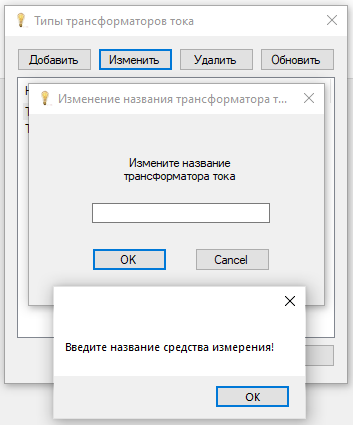 Типы трансформаторов тока
Добавить Изменить Удалить Обновить
Изменение названия трансформатора т...
Измените название
трансформатора тока
OK Cancel
Введите название средства измерения!
OK